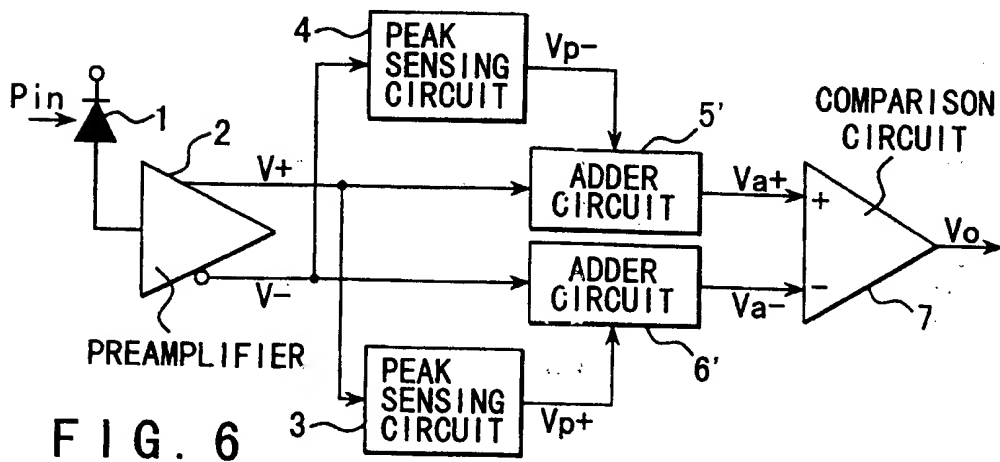 4
PEAK
SENSING
CIRCUIT
Vp-
Pin
1
2
V+
5'
ADDER
CIRCUIT
Va+
COMPARISON
CIRCUIT
+
Vo
V-
ADDER
CIRCUIT
Va-
-
7
PREAMPLIFIER
6'
3
PEAK
SENSING
CIRCUIT
Vp+
FIG. 6